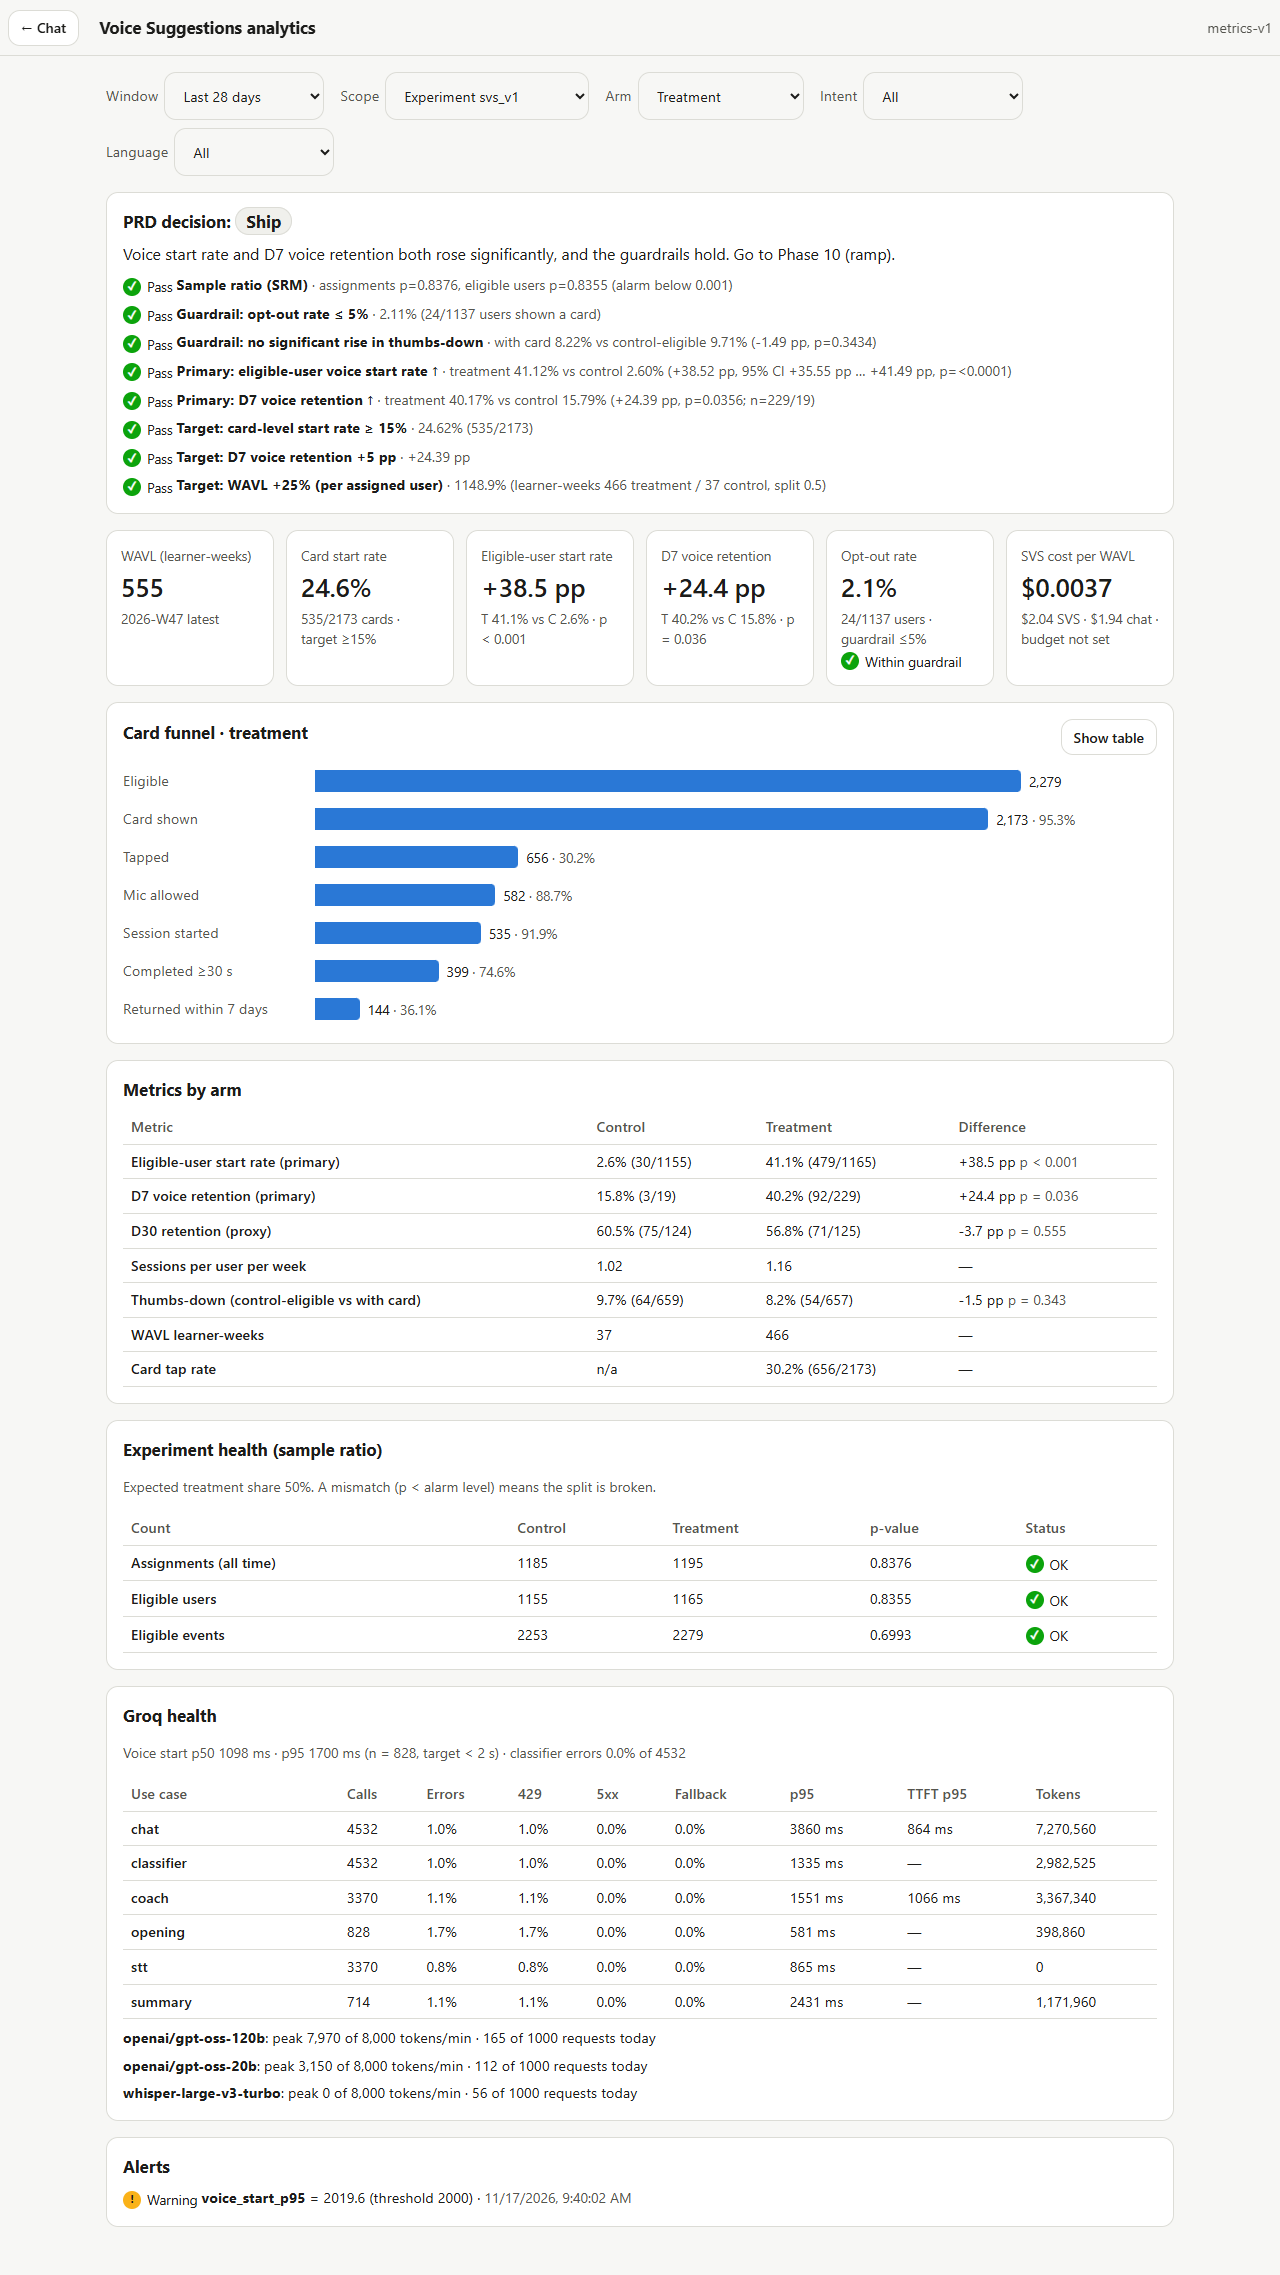 ← Chat
Voice Suggestions analytics
metrics-v1
Window Last 28 days Scope Experiment svs_v1 Arm Treatment Intent All
Language All
PRD decision: Ship
Voice start rate and D7 voice retention both rose significantly, and the guardrails hold. Go to Phase 10 (ramp).
Pass Sample ratio (SRM) · assignments p=0.8376, eligible users p=0.8355 (alarm below 0.001)
Pass Guardrail: opt-out rate ≤ 5% · 2.11% (24/1137 users shown a card)
Pass Guardrail: no significant rise in thumbs-down · with card 8.22% vs control-eligible 9.71% (-1.49 pp, p=0.3434)
Pass Primary: eligible-user voice start rate ↑ · treatment 41.12% vs control 2.60% (+38.52 pp, 95% CI +35.55 pp … +41.49 pp, p=<0.0001)
Pass Primary: D7 voice retention ↑ · treatment 40.17% vs control 15.79% (+24.39 pp, p=0.0356; n=229/19)
Pass Target: card-level start rate ≥ 15% · 24.62% (535/2173)
Pass Target: D7 voice retention +5 pp · +24.39 pp
Pass Target: WAVL +25% (per assigned user) · 1148.9% (learner-weeks 466 treatment / 37 control, split 0.5)
WAVL (learner-weeks)
555
2026-W47 latest
Card start rate
24.6%
535/2173 cards ·
target ≥15%
Eligible-user start rate
+38.5 pp
T 41.1% vs C 2.6% · p
< 0.001
D7 voice retention
+24.4 pp
T 40.2% vs C 15.8% · p
= 0.036
Opt-out rate
2.1%
24/1137 users ·
guardrail ≤5%
Within guardrail
SVS cost per WAVL
$0.0037
$2.04 SVS · $1.94 chat ·
budget not set
Card funnel · treatment
Show table
Eligible 2,279
Card shown 2,173 · 95.3%
Tapped 656 · 30.2%
Mic allowed 582 · 88.7%
Session started 535 · 91.9%
Completed ≥30 s 399 · 74.6%
Returned within 7 days 144 · 36.1%
Metrics by arm
Metric Control Treatment Difference
Eligible-user start rate (primary) 2.6% (30/1155) 41.1% (479/1165) +38.5 pp p < 0.001
D7 voice retention (primary) 15.8% (3/19) 40.2% (92/229) +24.4 pp p = 0.036
D30 retention (proxy) 60.5% (75/124) 56.8% (71/125) -3.7 pp p = 0.555
Sessions per user per week 1.02 1.16 —
Thumbs-down (control-eligible vs with card) 9.7% (64/659) 8.2% (54/657) -1.5 pp p = 0.343
WAVL learner-weeks 37 466 —
Card tap rate n/a 30.2% (656/2173) —
Experiment health (sample ratio)
Expected treatment share 50%. A mismatch (p < alarm level) means the split is broken.
Count Control Treatment p-value Status
Assignments (all time) 1185 1195 0.8376 OK
Eligible users 1155 1165 0.8355 OK
Eligible events 2253 2279 0.6993 OK
Groq health
Voice start p50 1098 ms · p95 1700 ms (n = 828, target < 2 s) · classifier errors 0.0% of 4532
Use case Calls Errors 429 5xx Fallback p95 TTFT p95 Tokens
chat 4532 1.0% 1.0% 0.0% 0.0% 3860 ms 864 ms 7,270,560
classifier 4532 1.0% 1.0% 0.0% 0.0% 1335 ms — 2,982,525
coach 3370 1.1% 1.1% 0.0% 0.0% 1551 ms 1066 ms 3,367,340
opening 828 1.7% 1.7% 0.0% 0.0% 581 ms — 398,860
stt 3370 0.8% 0.8% 0.0% 0.0% 865 ms — 0
summary 714 1.1% 1.1% 0.0% 0.0% 2431 ms — 1,171,960
openai/gpt-oss-120b: peak 7,970 of 8,000 tokens/min · 165 of 1000 requests today
openai/gpt-oss-20b: peak 3,150 of 8,000 tokens/min · 112 of 1000 requests today
whisper-large-v3-turbo: peak 0 of 8,000 tokens/min · 56 of 1000 requests today
Alerts
! Warning voice_start_p95 = 2019.6 (threshold 2000) · 11/17/2026, 9:40:02 AM